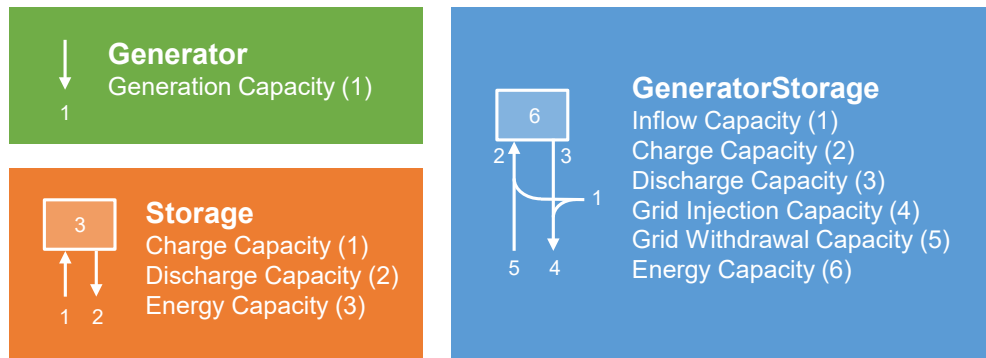 Generator
Generation Capacity (1)
1
3
Storage
Charge Capacity (1)
Discharge Capacity (2)
Energy Capacity (3)
1 2
GeneratorStorage
Inflow Capacity (1)
Charge Capacity (2)
Discharge Capacity (3)
Grid Injection Capacity (4)
Grid Withdrawal Capacity (5)
Energy Capacity (6)
6
2 3
1
5 4